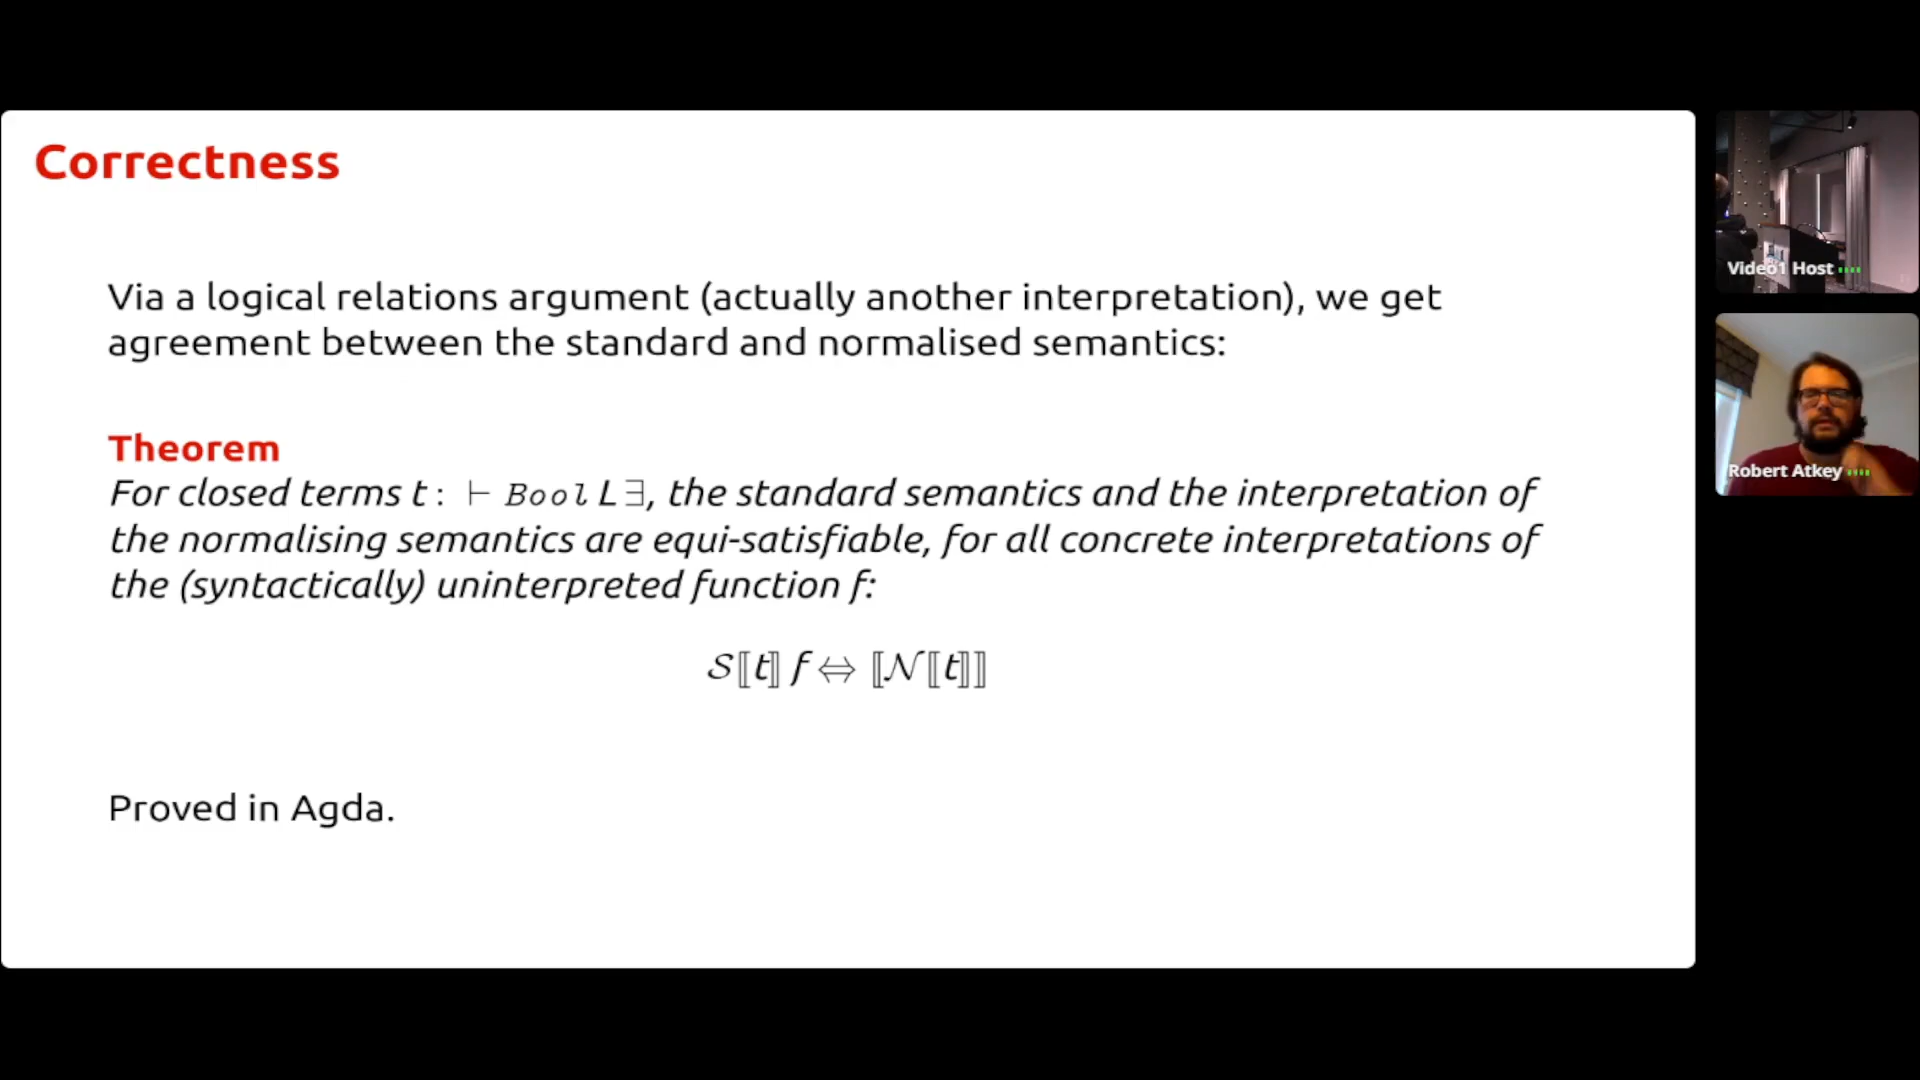 Correctness
Via a logical relations argument (actually another interpretation), we get
agreement between the standard and normalised semantics:
Theorem
For closed terms t : ⊢ Bool L ∃, the standard semantics and the interpretation of
the normalising semantics are equi-satisfiable, for all concrete interpretations of
the (syntactically) uninterpreted function f:
𝒮⟦t⟧ f ⇔ ⟦𝒩⟦t⟧⟧
Proved in Agda.
Video1 Host
Robert Atkey